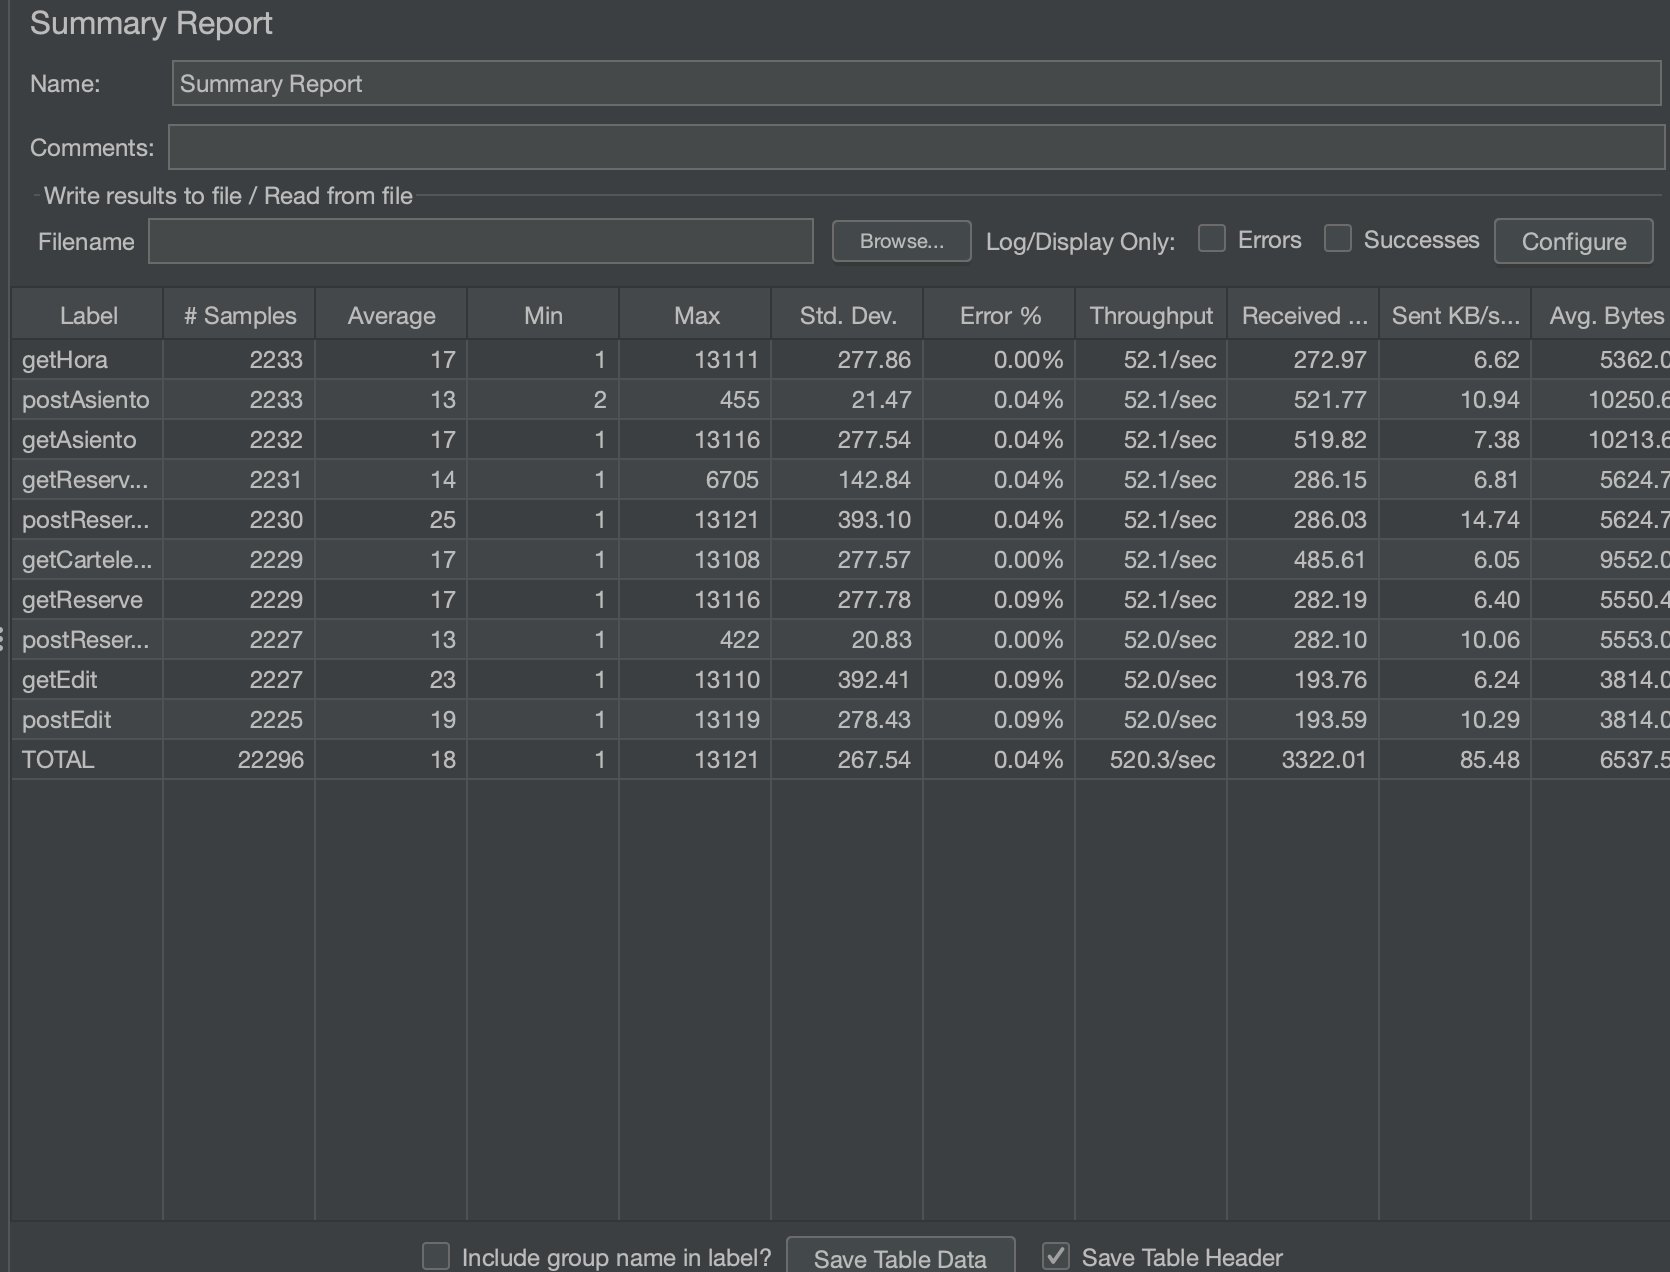 Summary Report
Name: Summary Report
Comments:
Write results to file / Read from file
Filename Browse... Log/Display Only: Errors Successes Configure
Label # Samples Average Min Max Std. Dev. Error % Throughput Received ... Sent KB/s... Avg. Bytes
getHora 2233 17 1 13111 277.86 0.00% 52.1/sec 272.97 6.62 5362.0
postAsiento 2233 13 2 455 21.47 0.04% 52.1/sec 521.77 10.94 10250.6
getAsiento 2232 17 1 13116 277.54 0.04% 52.1/sec 519.82 7.38 10213.6
getReserv... 2231 14 1 6705 142.84 0.04% 52.1/sec 286.15 6.81 5624.7
postReser... 2230 25 1 13121 393.10 0.04% 52.1/sec 286.03 14.74 5624.7
getCartele... 2229 17 1 13108 277.57 0.00% 52.1/sec 485.61 6.05 9552.0
getReserve 2229 17 1 13116 277.78 0.09% 52.1/sec 282.19 6.40 5550.4
postReser... 2227 13 1 422 20.83 0.00% 52.0/sec 282.10 10.06 5553.0
getEdit 2227 23 1 13110 392.41 0.09% 52.0/sec 193.76 6.24 3814.0
postEdit 2225 19 1 13119 278.43 0.09% 52.0/sec 193.59 10.29 3814.0
TOTAL 22296 18 1 13121 267.54 0.04% 520.3/sec 3322.01 85.48 6537.5
Include group name in label? Save Table Data Save Table Header